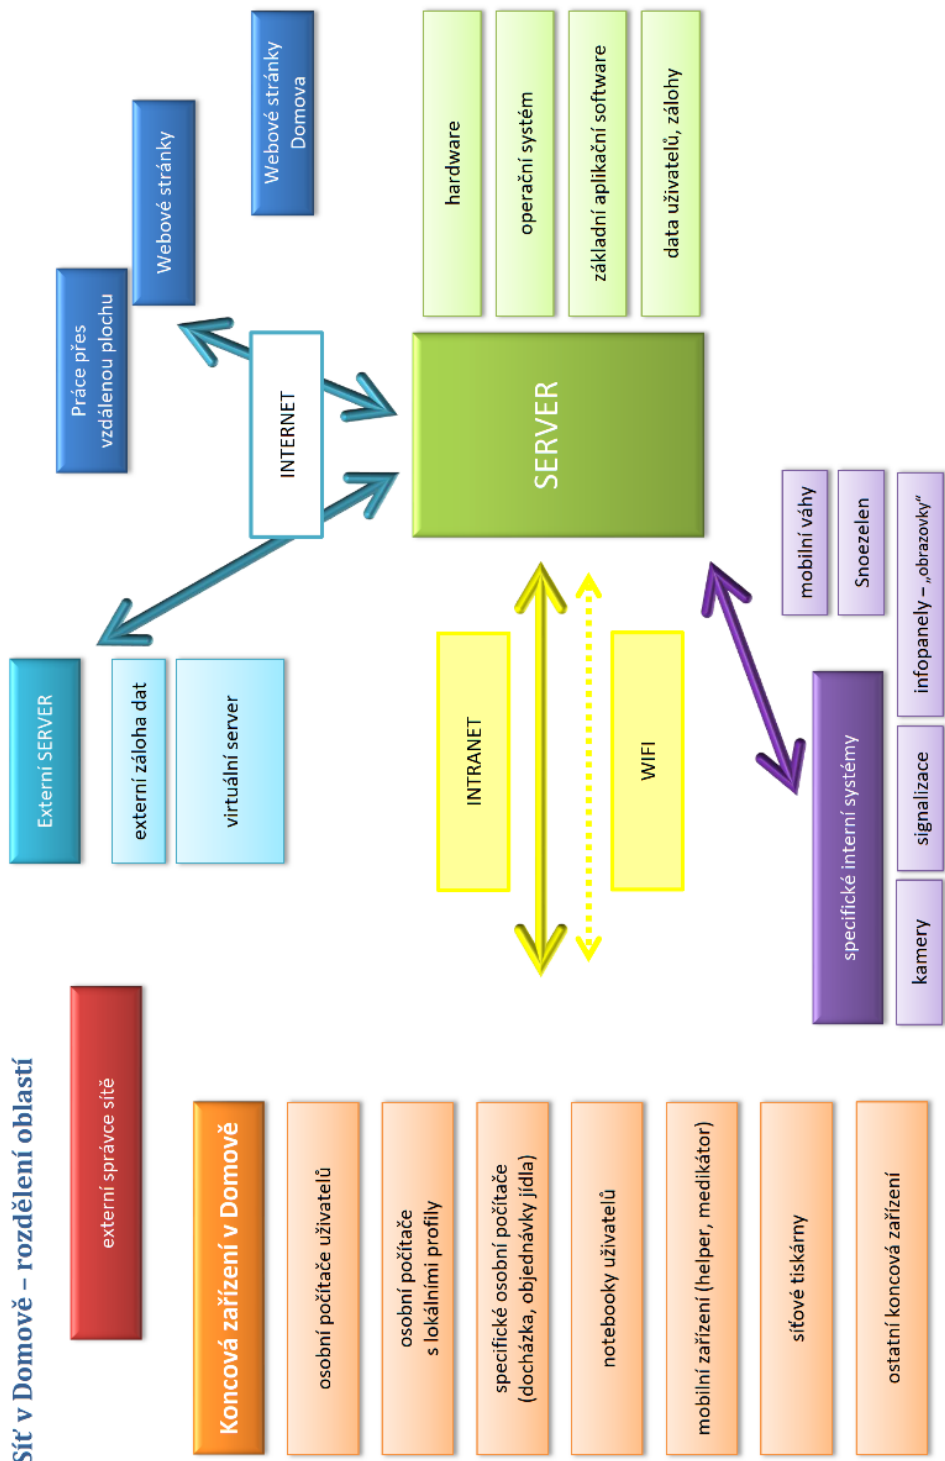 Síť v Domově – rozdělení oblastí
externí správce sítě
Koncová zařízení v Domově
osobní počítače uživatelů
osobní počítače
s lokálními profily
specifické osobní počítače
(docházka, objednávky jídla)
notebooky uživatelů
mobilní zařízení (helper, medikátor)
síťové tiskárny
ostatní koncová zařízení
Externí SERVER
externí záloha dat
virtuální server
INTRANET
WIFI
specifické interní systémy
kamery
signalizace
infopanely – „obrazovky“
mobilní váhy
Snoezelen
INTERNET
SERVER
Práce přes
vzdálenou plochu
Webové stránky
Webové stránky
Domova
hardware
operační systém
základní aplikační software
data uživatelů, zálohy